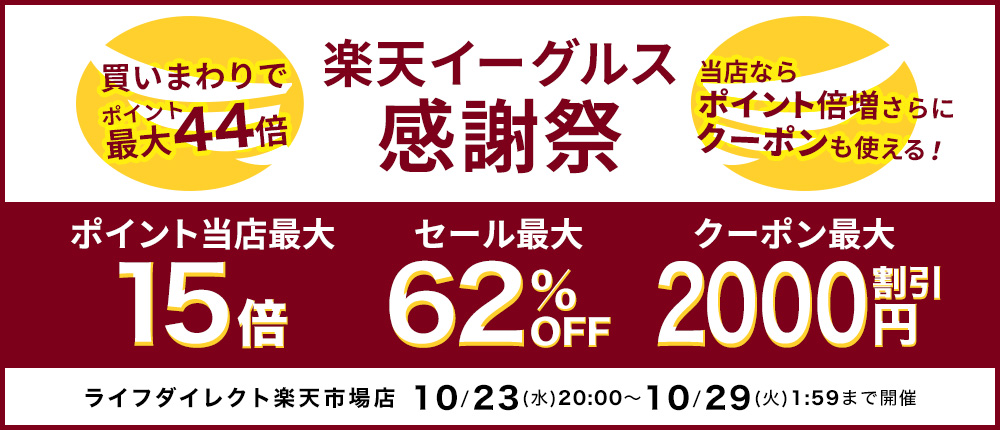 買いまわりで
ポイント
最大44倍
楽天イーグルス
感謝祭
当店なら
ポイント倍増さらに
クーポンも使える!
ポイント当店最大
15倍
セール最大
62%OFF
クーポン最大
2000円割引
ライフダイレクト楽天市場店 10/23(水)20:00～10/29(火)1:59まで開催